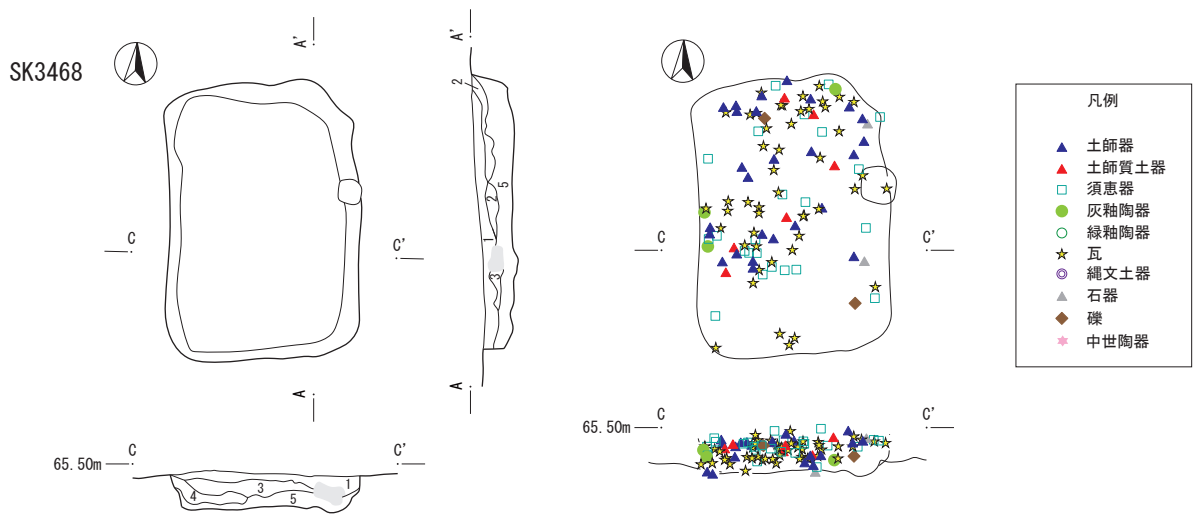 SK3468
A'
A'
C
C'
A
A
2
5
2
1
3
C
C'
65.50m
1
3
4
5
C
C'
65.50m
C
C'
凡例
土師器
土師質土器
須恵器
灰釉陶器
緑釉陶器
瓦
縄文土器
石器
礫
中世陶器